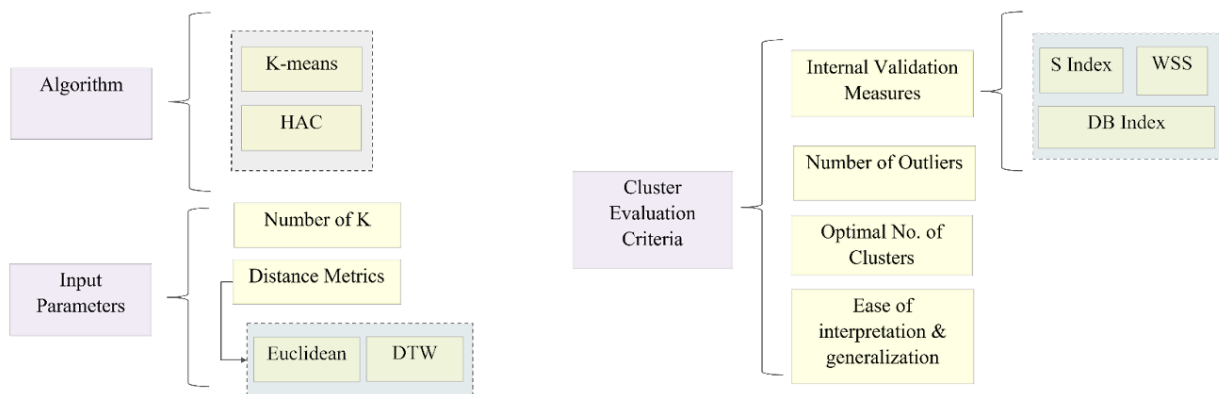 Algorithm
K-means
HAC
Input
Parameters
Number of K
Distance Metrics
Euclidean
DTW
Cluster
Evaluation
Criteria
Internal Validation
Measures
S Index
WSS
DB Index
Number of Outliers
Optimal No. of
Clusters
Ease of
interpretation &
generalization